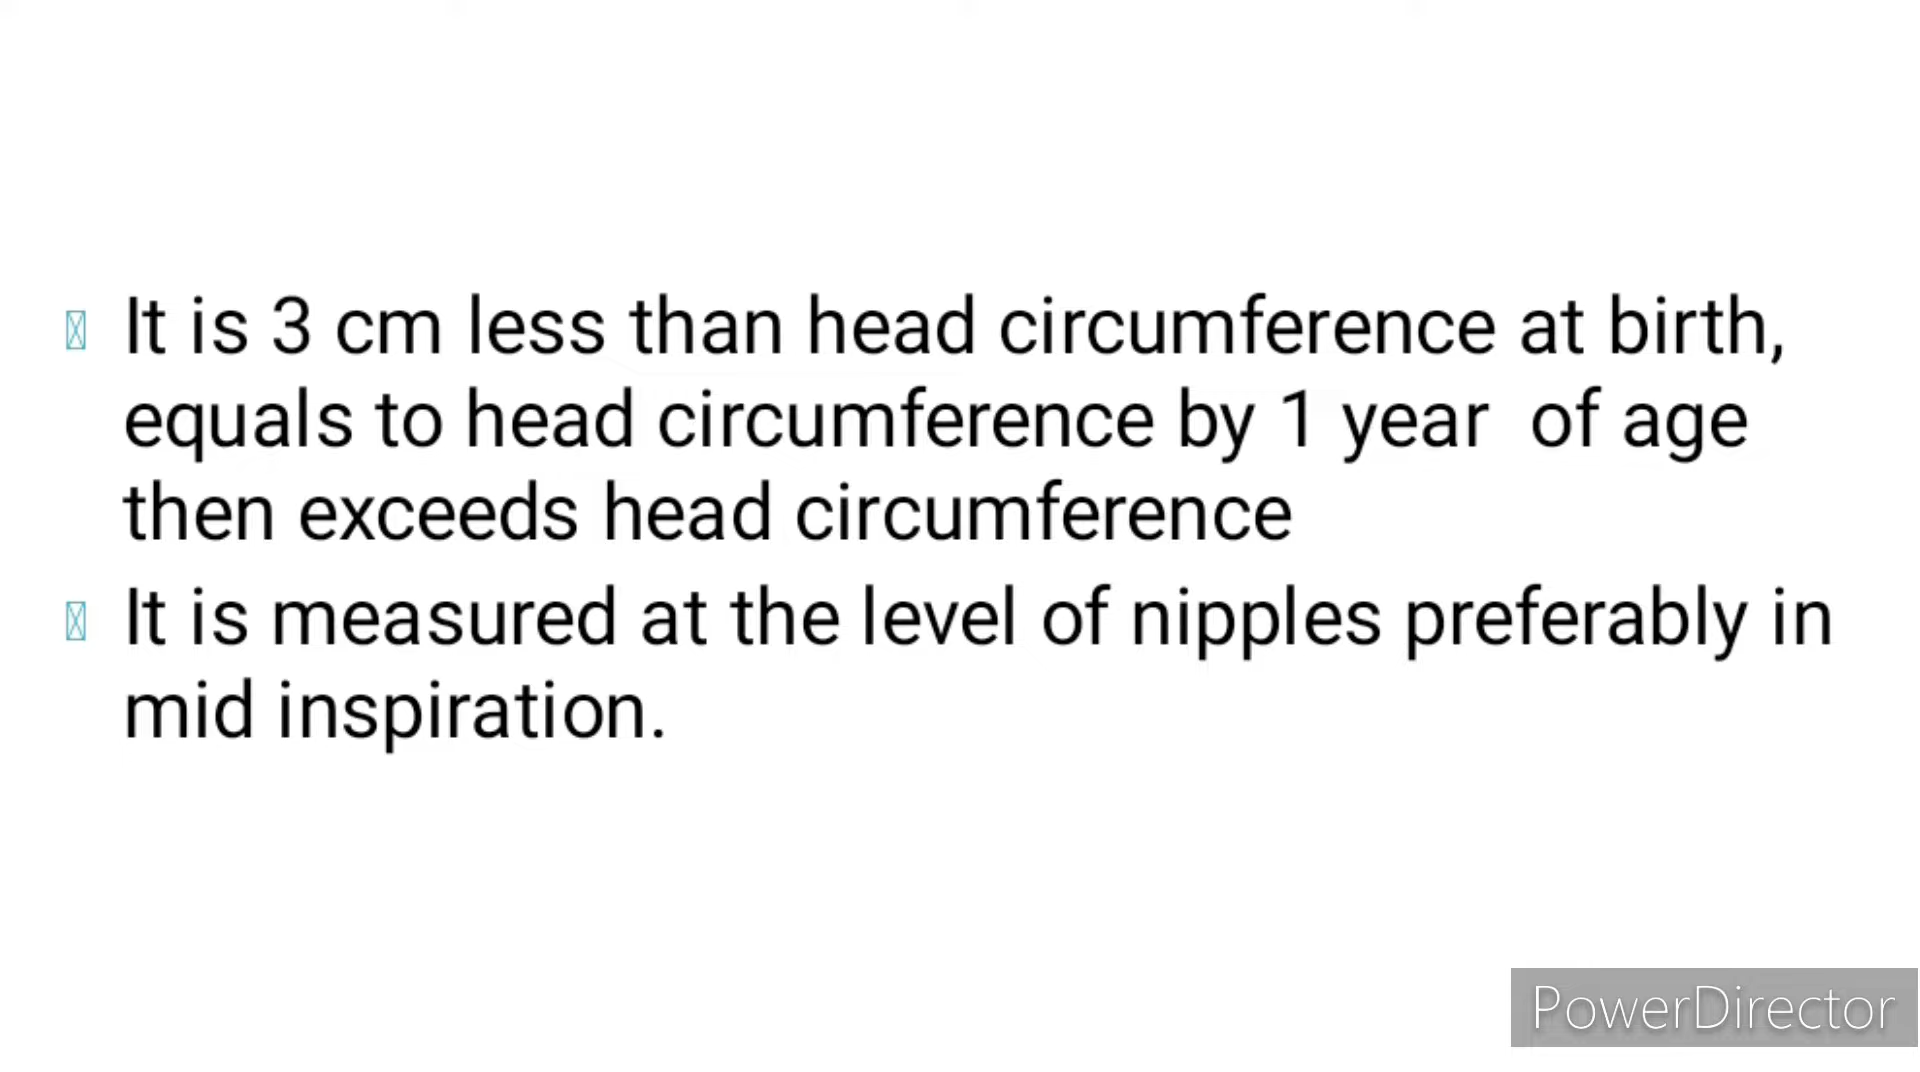 It is 3 cm less than head circumference at birth,
equals to head circumference by 1 year of age
then exceeds head circumference
It is measured at the level of nipples preferably in
mid inspiration.
PowerDirector